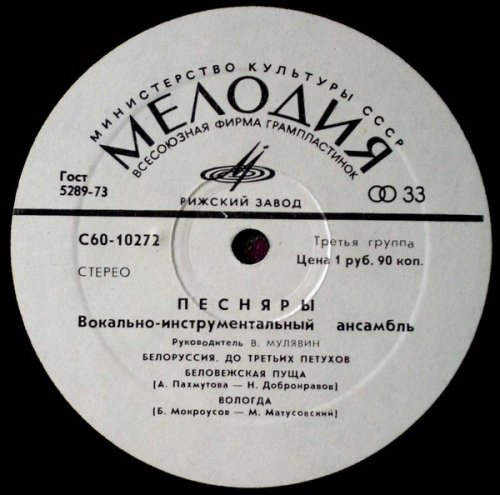 МИНИСТЕРСТВО КУЛЬТУРЫ СССР
МЕЛОДИЯ
ВСЕСОЮЗНАЯ ФИРМА ГРАМПЛАСТИНОК
Гост
5289-73
33
РИЖСКИЙ ЗАВОД
С60-10272
Третья группа
Цена 1 руб. 90 коп.
СТЕРЕО
ПЕСНЯРЫ
Вокально-инструментальный ансамбль
Руководитель В. МУЛЯВИН
БЕЛОРУССИЯ, ДО ТРЕТЬИХ ПЕТУХОВ
БЕЛОВЕЖСКАЯ ПУЩА
(А. Пахмутова — Н. Добронравов)
ВОЛОГДА
(Б. Мокроусов — М. Матусовский)